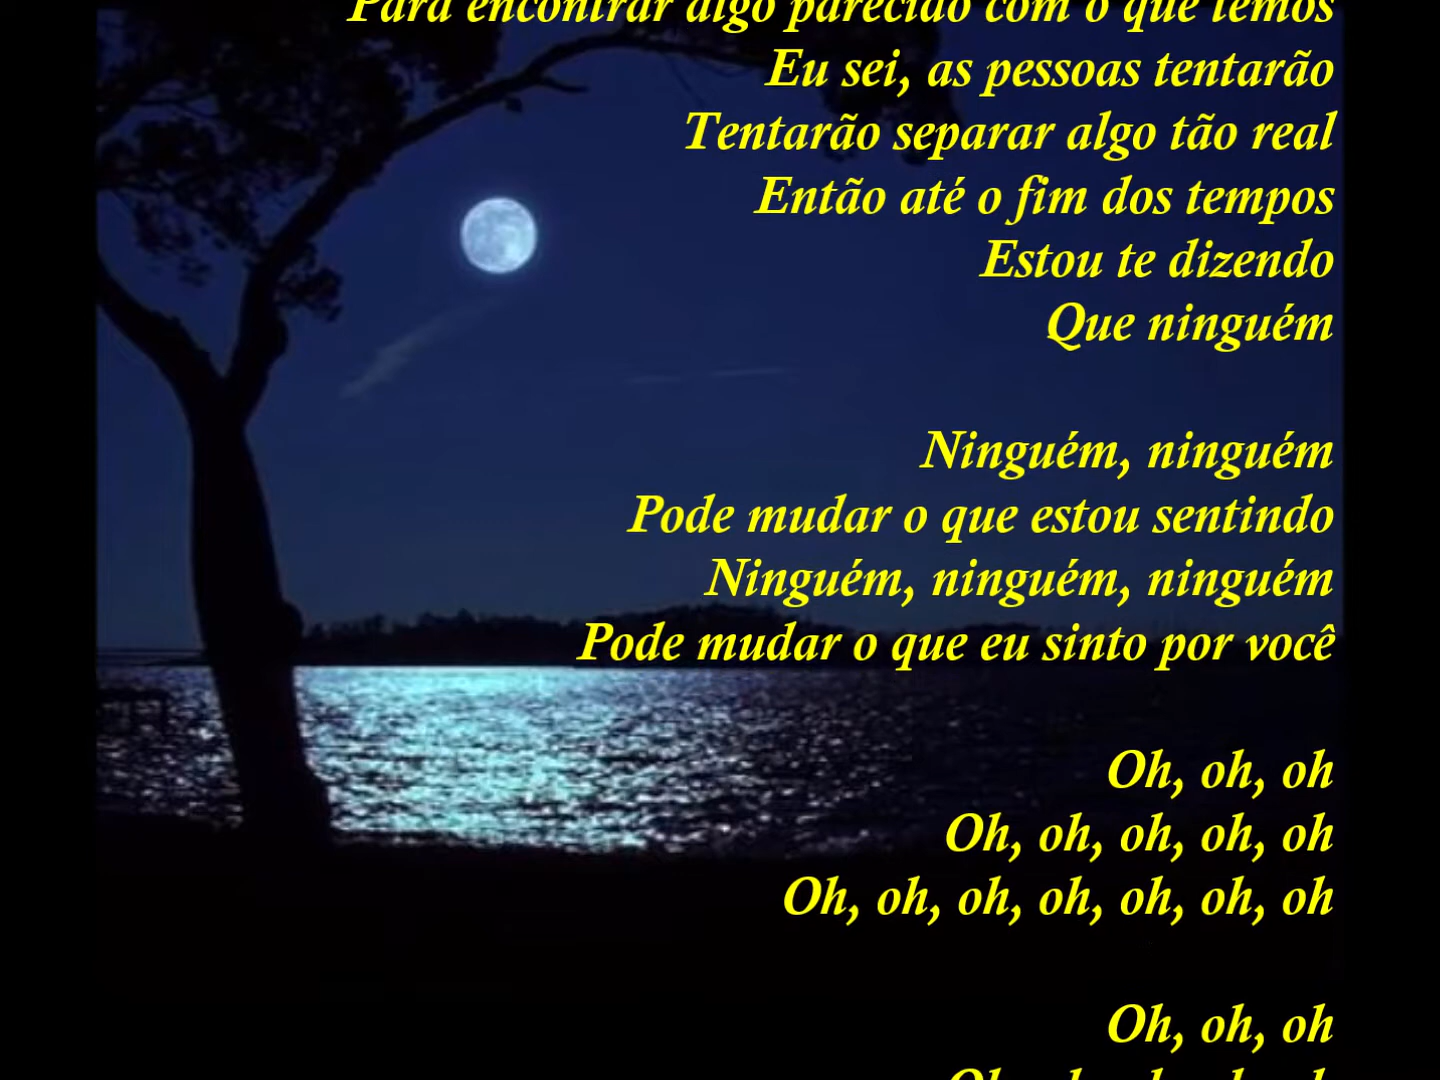 Para encontrar algo parecido com o que temos
Eu sei, as pessoas tentarão
Tentarão separar algo tão real
Então até o fim dos tempos
Estou te dizendo
Que ninguém
Ninguém, ninguém
Pode mudar o que estou sentindo
Ninguém, ninguém, ninguém
Pode mudar o que eu sinto por você
Oh, oh, oh
Oh, oh, oh, oh, oh
Oh, oh, oh, oh, oh, oh, oh
Oh, oh, oh